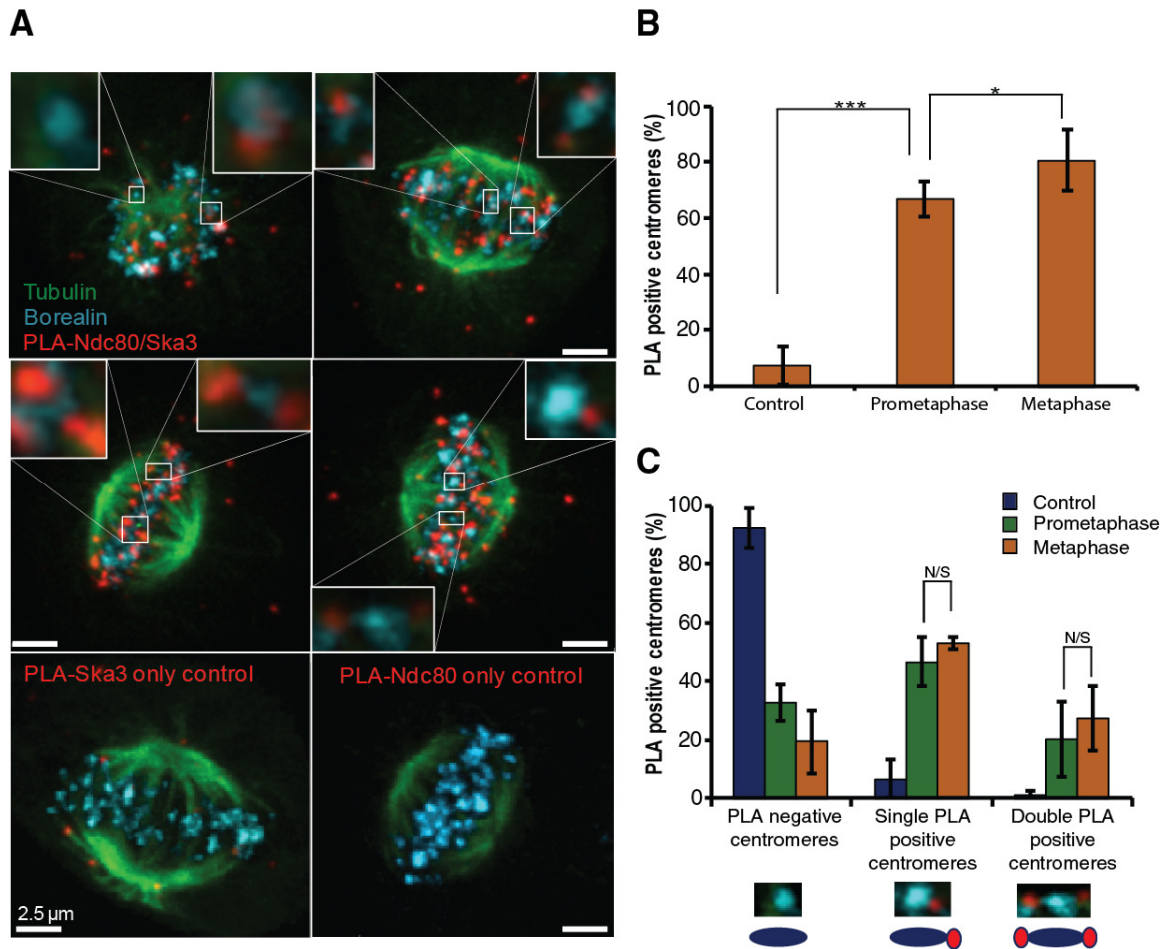 A
Tubulin
Borealin
PLA-Ndc80/Ska3
PLA-Ska3 only control
PLA-Ndc80 only control
2.5 µm
B
PLA positive centromeres (%)
100
80
60
40
20
0
***
*
Control
Prometaphase
Metaphase
C
PLA positive centromeres (%)
100
80
60
40
20
0
Control
Prometaphase
Metaphase
N/S
N/S
PLA negative
centromeres
Single PLA
positive
centromeres
Double PLA
positive
centromeres